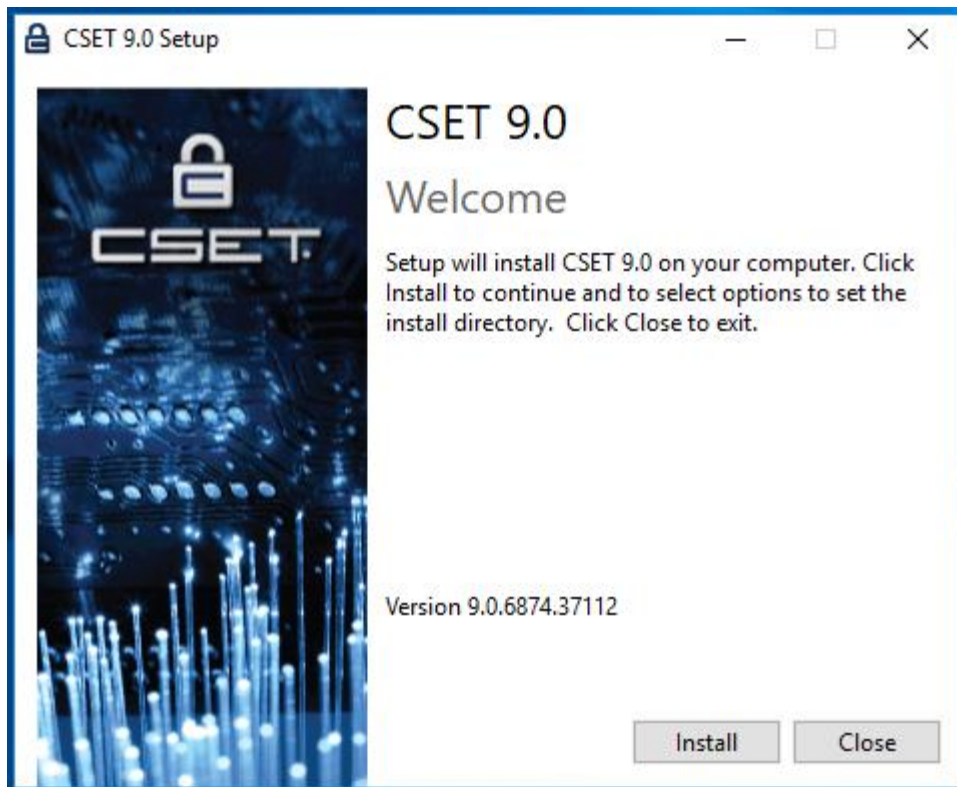 CSET 9.0 Setup
CSET
CSET 9.0
Welcome
Setup will install CSET 9.0 on your computer. Click
Install to continue and to select options to set the
install directory.  Click Close to exit.
Version 9.0.6874.37112
Install
Close